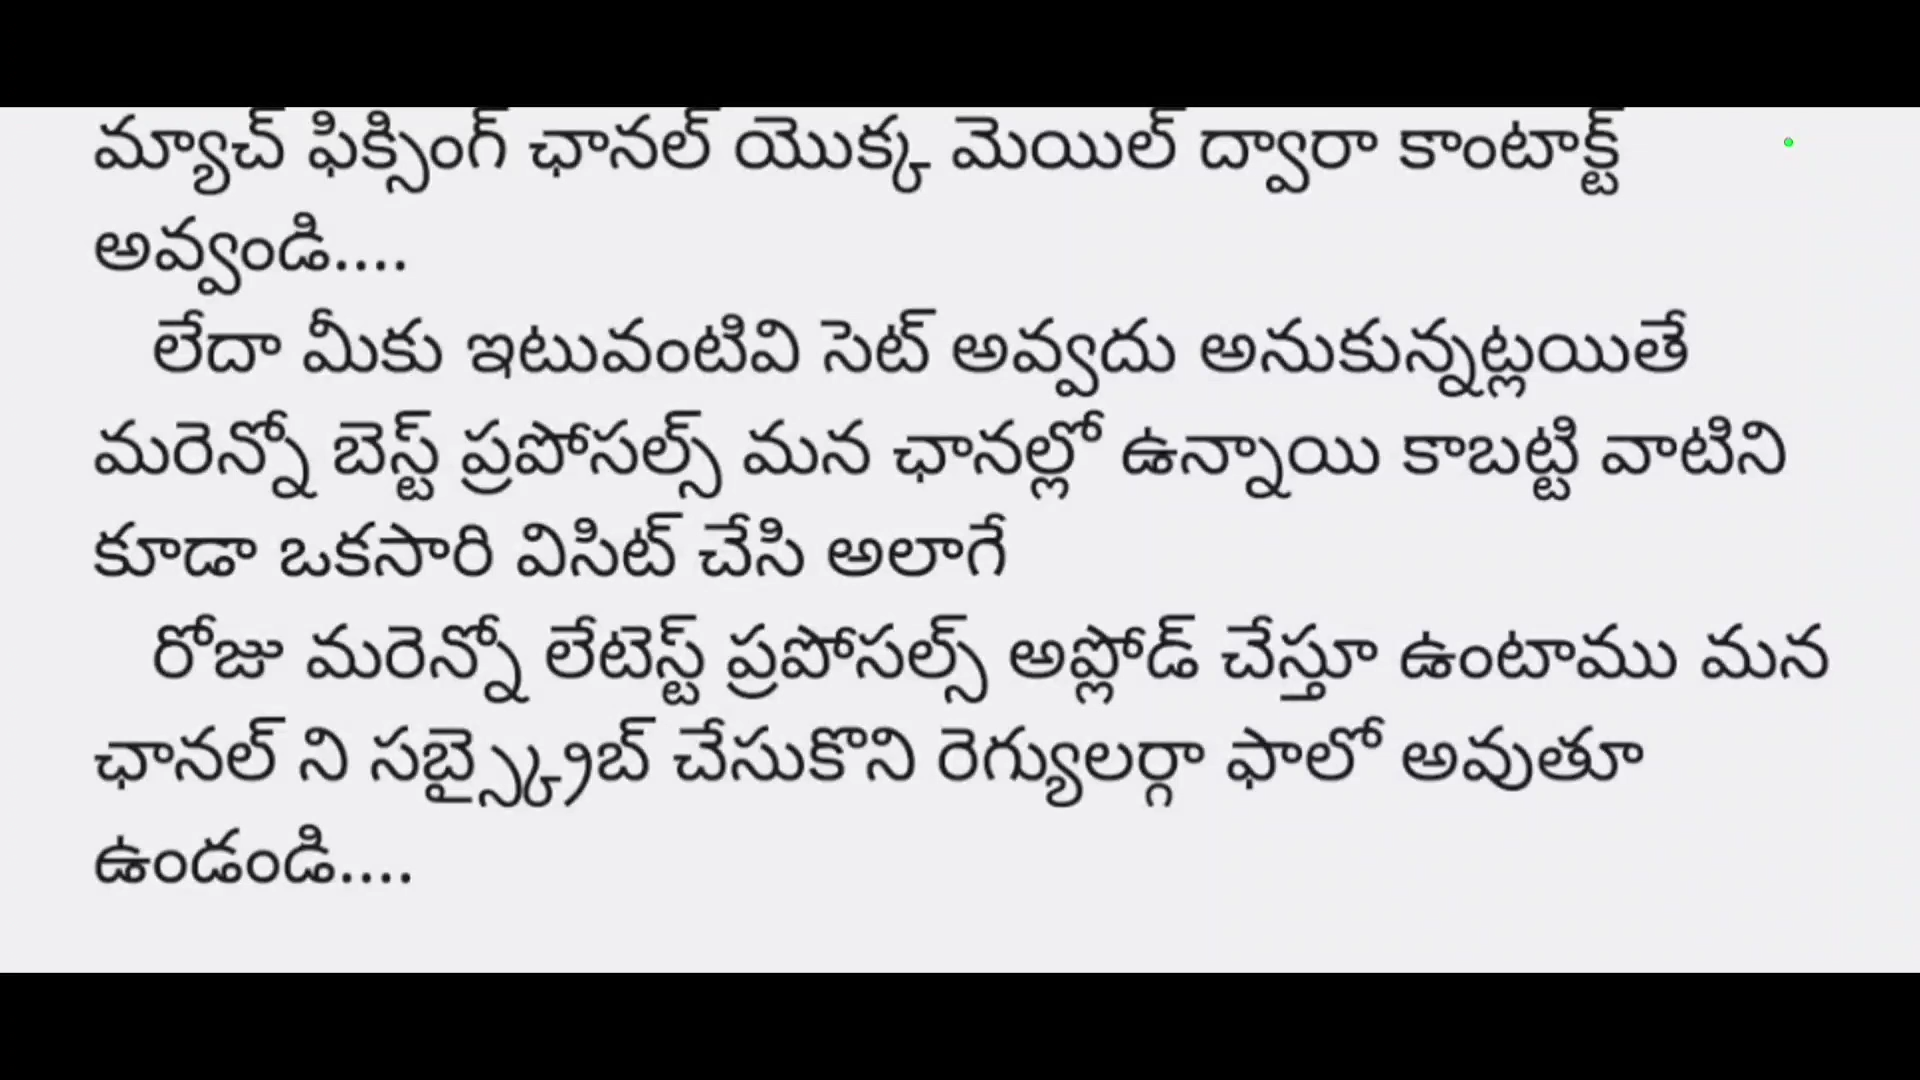 మ్యాచ్ ఫిక్సింగ్ ఛానల్ యొక్క మెయిల్ ద్వారా కాంటాక్ట్
అవ్వండి....
లేదా మీకు ఇటువంటివి సెట్ అవ్వదు అనుకున్నట్లయితే
మరెన్నో బెస్ట్ ప్రపోసల్స్ మన ఛానల్లో ఉన్నాయి కాబట్టి వాటిని
కూడా ఒకసారి విసిట్ చేసి అలాగే
రోజు మరెన్నో లేటెస్ట్ ప్రపోసల్స్ అప్లోడ్ చేస్తూ ఉంటాము మన
ఛానల్ ని సబ్స్క్రైబ్ చేసుకొని రెగ్యులర్గా ఫాలో అవుతూ
ఉండండి....